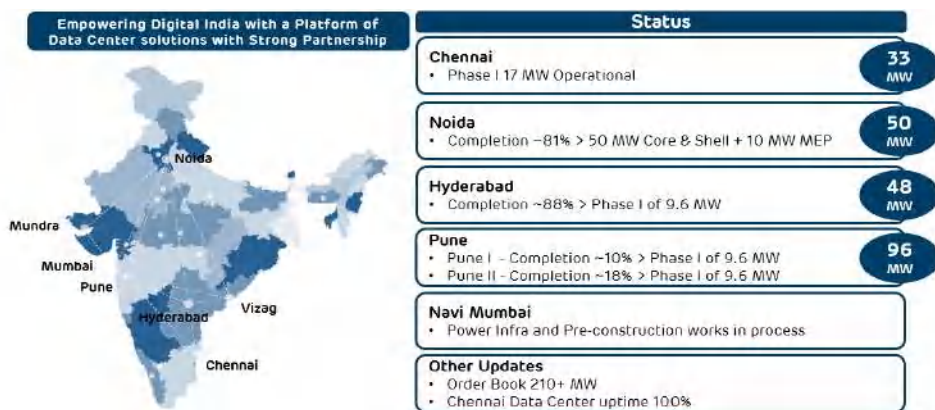 Empowering Digital India with a Platform of
Data Center solutions with Strong Partnership
Noida
Mundra
Mumbai
Pune
Hyderabad
Vizag
Chennai
Status
Chennai
• Phase I 17 MW Operational
33
MW
Noida
• Completion ~81% > 50 MW Core & Shell + 10 MW MEP
50
MW
Hyderabad
• Completion ~88% > Phase I of 9.6 MW
48
MW
Pune
• Pune I - Completion ~10% > Phase I of 9.6 MW
• Pune II - Completion ~18% > Phase I of 9.6 MW
96
MW
Navi Mumbai
• Power Infra and Pre-construction works in process
Other Updates
• Order Book 210+ MW
• Chennai Data Center uptime 100%